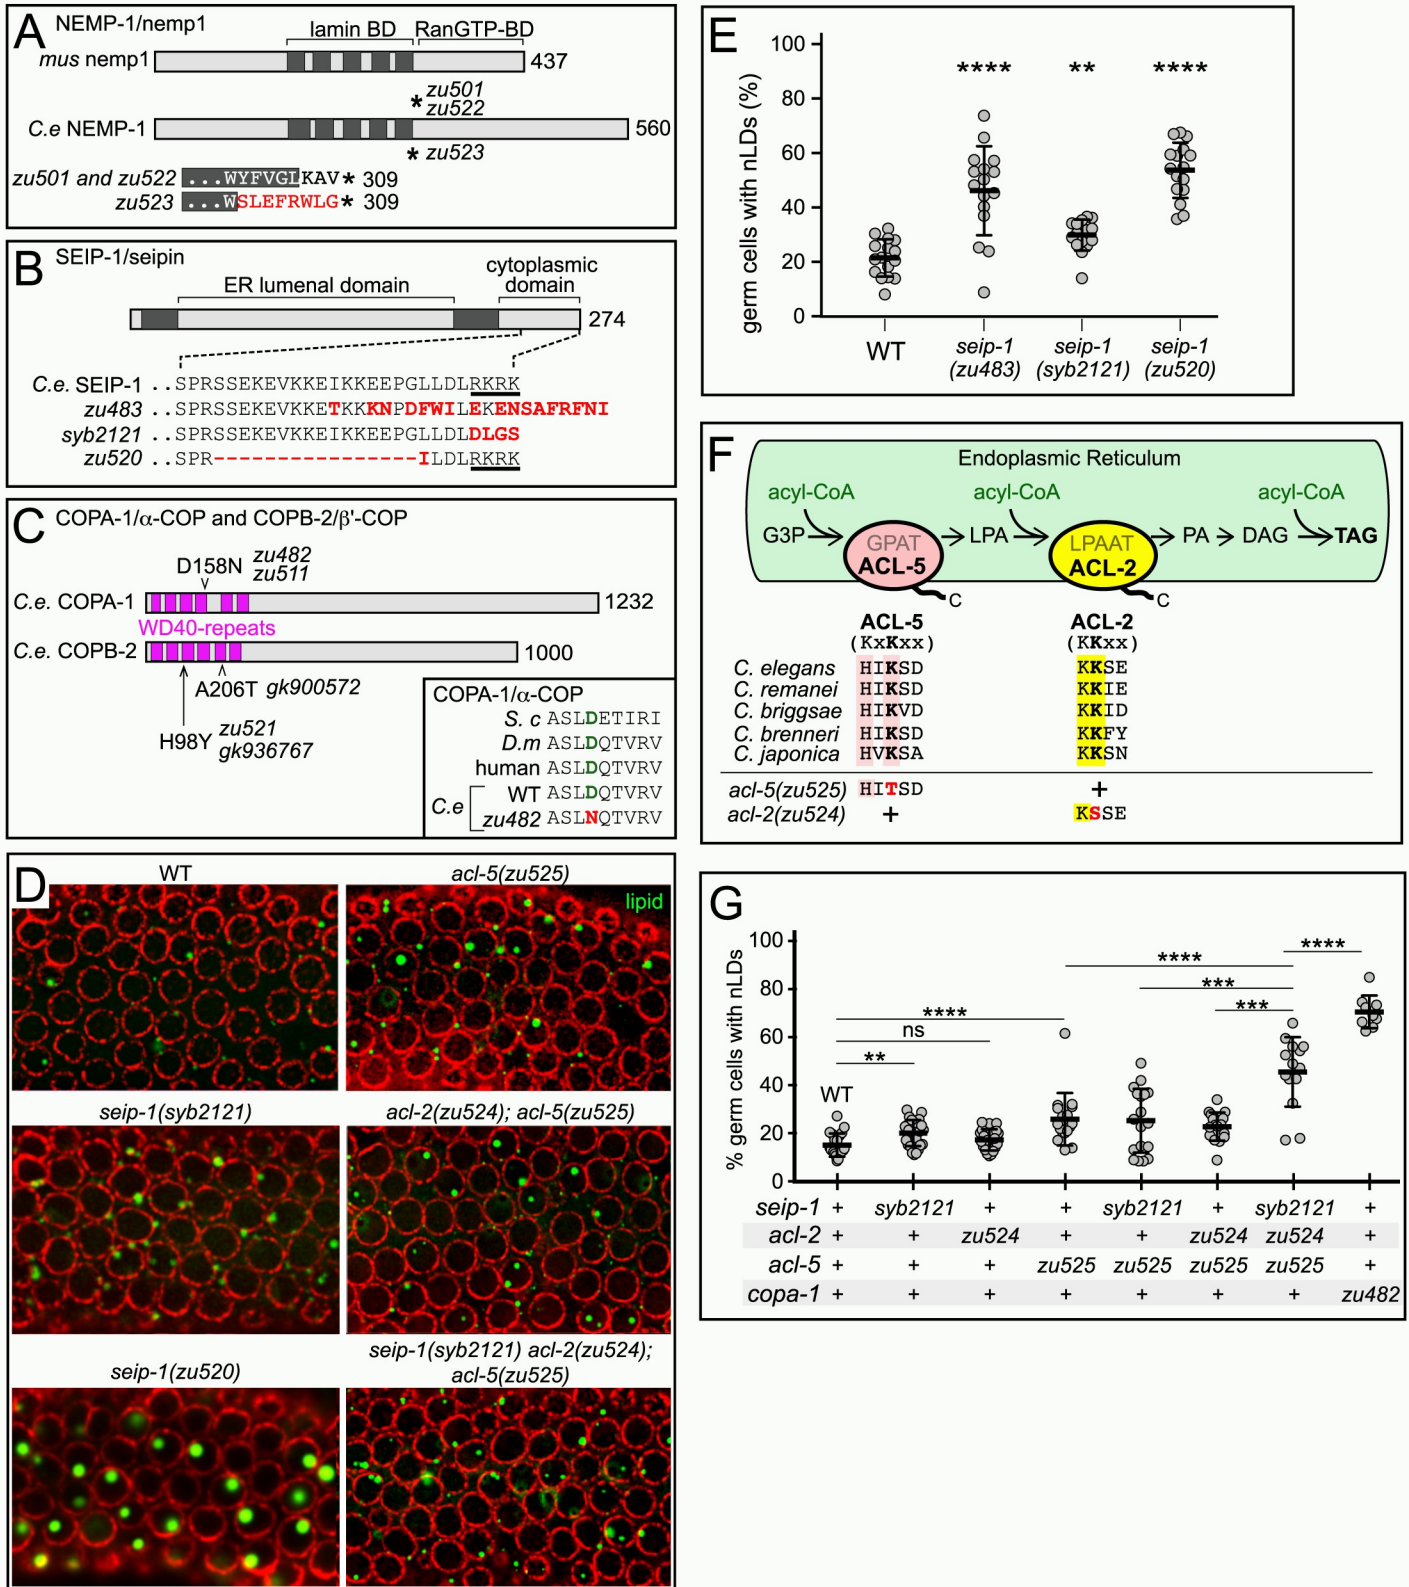 A NEMP-1/nemp1
lamin BD RanGTP-BD
mus nemp1 437
* zu501
zu522
C.e NEMP-1 560
* zu523
zu501 and zu522 ...WYFVGLKAV* 309
zu523 ...WSLEFRWLG* 309
B SEIP-1/seipin
ER lumenal domain
cytoplasmic
domain
274
C.e. SEIP-1 ..SPRSSEKEVKKEIKKEEPGLLDLRKRK
zu483 ..SPRSSEKEVKKETKKKNPDFWILEKENSAFRFNI
syb2121 ..SPRSSEKEVKKEIKKEEPGLLDLDLGS
zu520 ..SPR----------------ILDLRKRK
C COPA-1/α-COP and COPB-2/β'-COP
D158N zu482
zu511
C.e. COPA-1 1232
WD40-repeats
C.e. COPB-2 1000
A206T gk900572
H98Y zu521
gk936767
COPA-1/α-COP
S. c ASLDETIRI
D.m ASLDQTVRV
human ASLDQTVRV
C.e WT ASLDQTVRV
zu482 ASLNQTVRV
D WT
acl-5(zu525)
lipid
seip-1(syb2121)
acl-2(zu524); acl-5(zu525)
seip-1(zu520)
seip-1(syb2121) acl-2(zu524);
acl-5(zu525)
E
germ cells with nLDs (%)
100
80
60
40
20
0
**** ** ****
WT
seip-1
(zu483)
seip-1
(syb2121)
seip-1
(zu520)
F
Endoplasmic Reticulum
acyl-CoA acyl-CoA acyl-CoA
G3P LPA PA DAG TAG
GPAT
ACL-5
LPAAT
ACL-2
C C
ACL-5 ACL-2
(KxKxx) (KKxx)
C. elegans HIKSD KKSE
C. remanei HIKSD KKIE
C. briggsae HIKVD KKID
C. brenneri HIKSD KKFY
C. japonica HVKSA KKSN
acl-5(zu525) HITSD +
acl-2(zu524) + KSSE
G
% germ cells with nLDs
100
80
60
40
20
0
****
****
***
***
****
ns
**
WT
seip-1 + syb2121 + + syb2121 + syb2121 +
acl-2 + + zu524 + + zu524 zu524 +
acl-5 + + + zu525 zu525 zu525 zu525 +
copa-1 + + + + + + + zu482